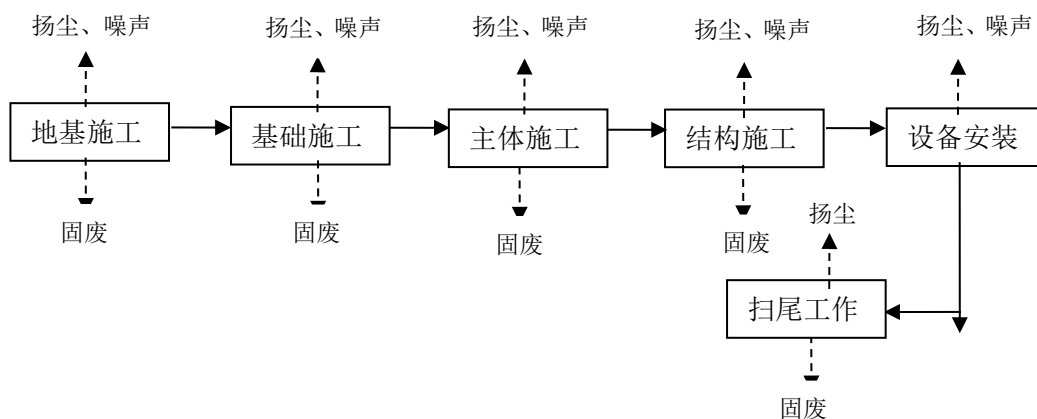 扬尘、噪声
扬尘、噪声
扬尘、噪声
扬尘、噪声
扬尘、噪声
地基施工
基础施工
主体施工
结构施工
设备安装
固废
固废
固废
固废
扬尘
扫尾工作
固废